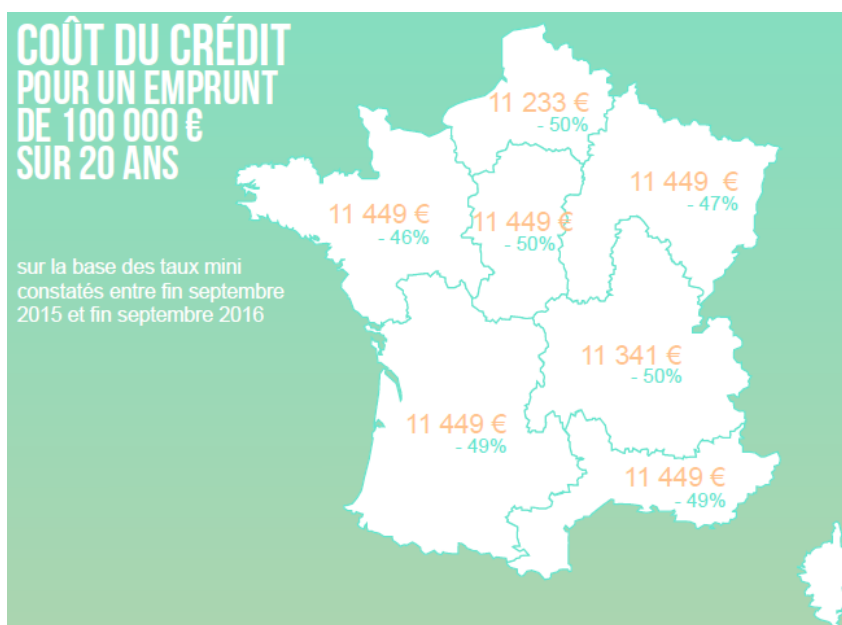 COÛT DU CRÉDIT
POUR UN EMPRUNT
DE 100 000 €
SUR 20 ANS
sur la base des taux mini
constatés entre fin septembre
2015 et fin septembre 2016
11 233 €
- 50%
11 449 €
- 47%
11 449 €
- 46%
11 449 €
- 50%
11 341 €
- 50%
11 449 €
- 49%
11 449 €
- 49%